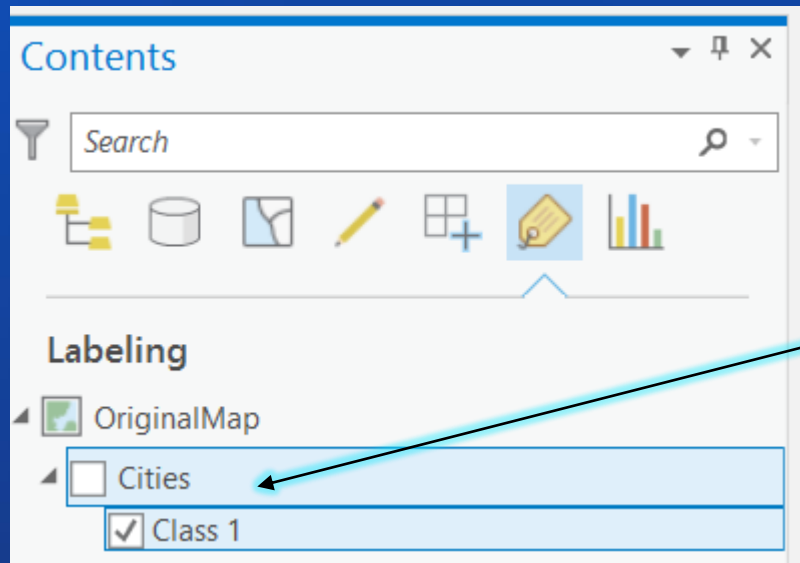 Contents
Search
Labeling
OriginalMap
Cities
Class 1